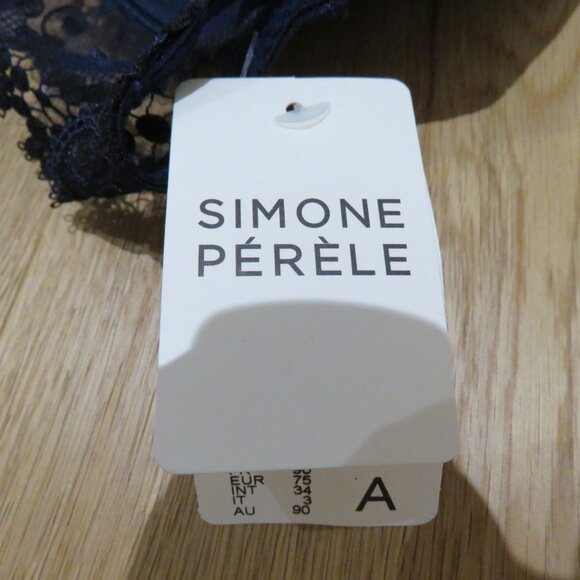 SIMONE
PÉRÈLE
EUR 75
INT 34
IT 3
AU 90
A